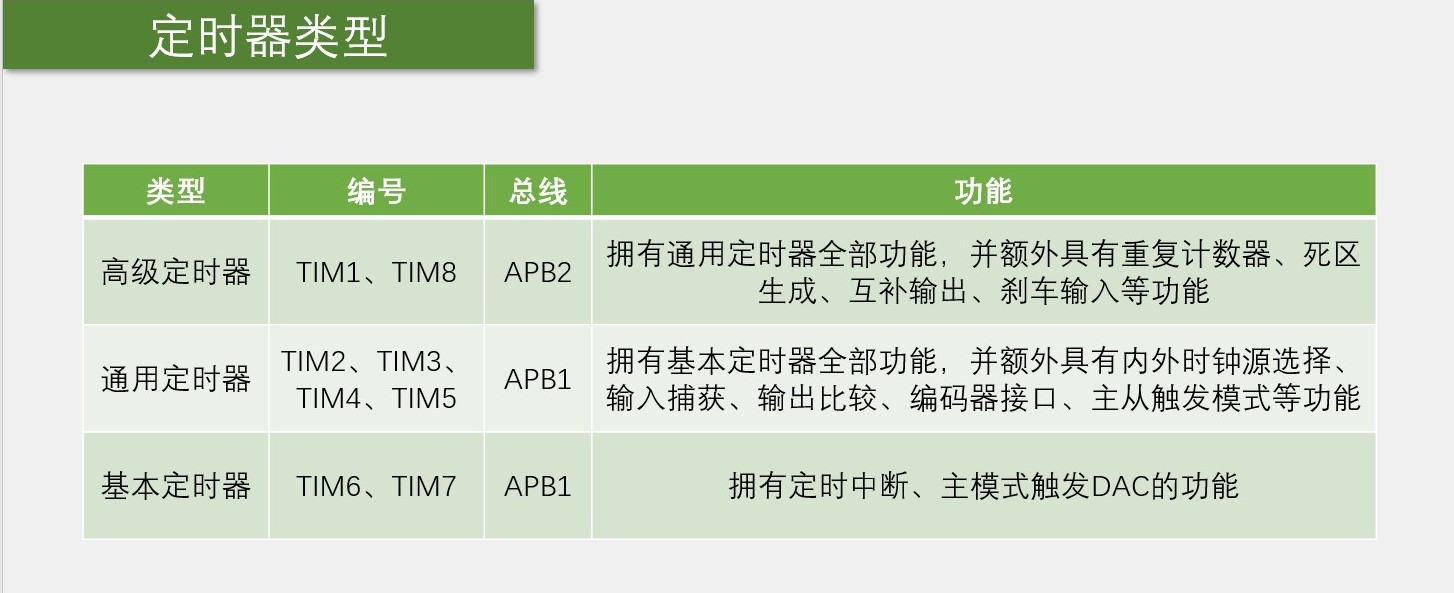 定时器类型
类型 编号 总线 功能
高级定时器 TIM1、TIM8 APB2 拥有通用定时器全部功能，并额外具有重复计数器、死区
生成、互补输出、刹车输入等功能
通用定时器 TIM2、TIM3、
TIM4、TIM5 APB1 拥有基本定时器全部功能，并额外具有内外时钟源选择、
输入捕获、输出比较、编码器接口、主从触发模式等功能
基本定时器 TIM6、TIM7 APB1 拥有定时中断、主模式触发DAC的功能